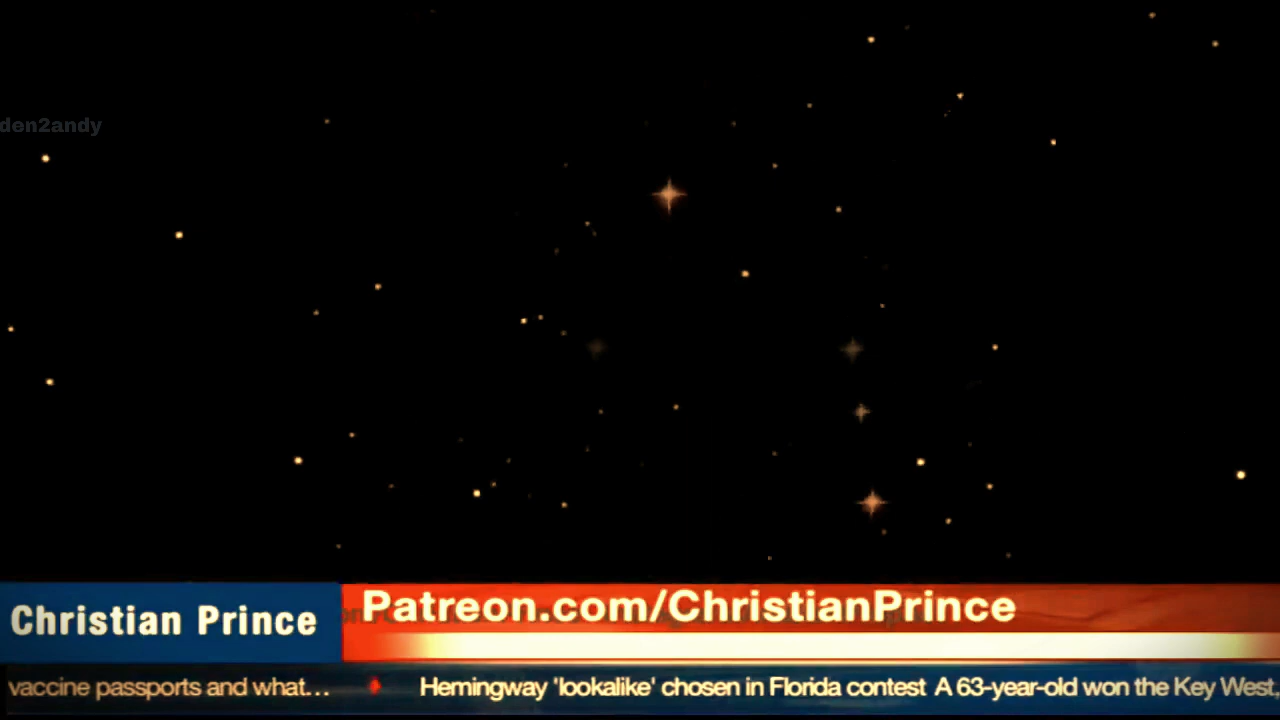 den2andy
Christian Prince
Patreon.com/ChristianPrince
vaccine passports and what... Hemingway 'lookalike' chosen in Florida contest A 63-year-old won the Key West,